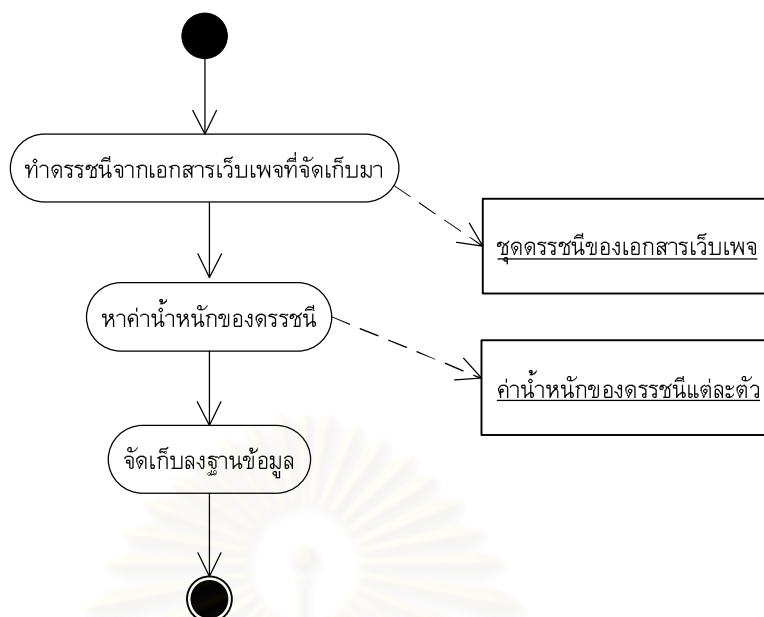 ทำดรรชนีจากเอกสารเว็บเพจที่จัดเก็บมา
ชุดดรรชนีของเอกสารเว็บเพจ
หาค่าน้ำหนักของดรรชนี
ค่าน้ำหนักของดรรชนีแต่ละตัว
จัดเก็บลงฐานข้อมูล